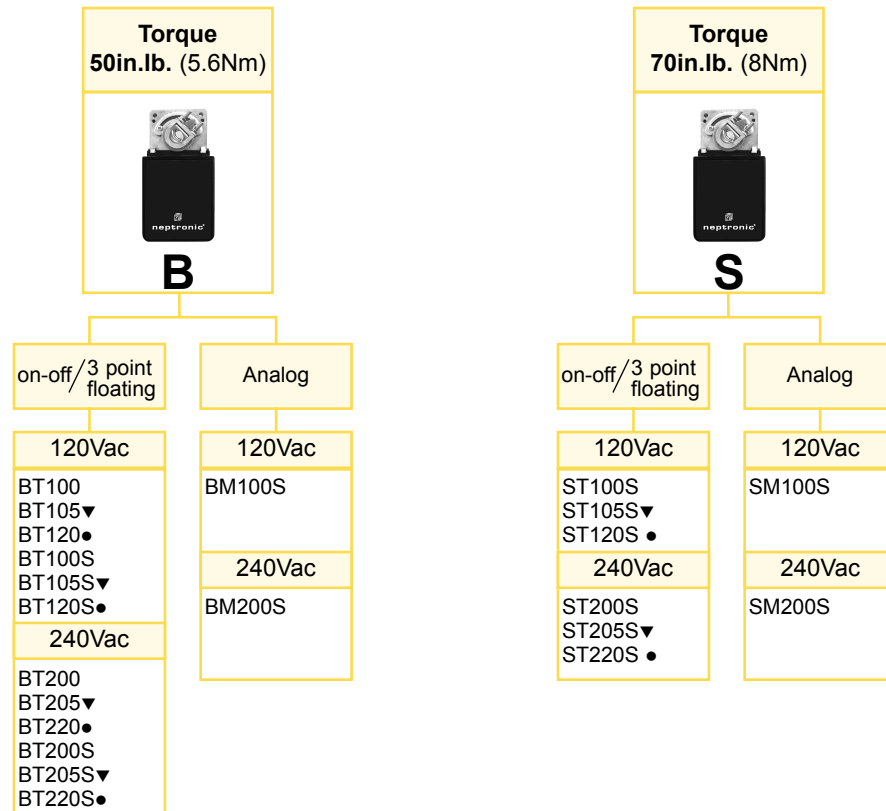 Torque
50in.lb. (5.6Nm)
neptronic
B
on-off/3 point
floating
120Vac
BT100
BT105▼
BT120●
BT100S
BT105S▼
BT120S●
240Vac
BT200
BT205▼
BT220●
BT200S
BT205S▼
BT220S●
Analog
120Vac
BM100S
240Vac
BM200S
Torque
70in.lb. (8Nm)
neptronic
S
on-off/3 point
floating
120Vac
ST100S
ST105S▼
ST120S ●
240Vac
ST200S
ST205S▼
ST220S ●
Analog
120Vac
SM100S
240Vac
SM200S